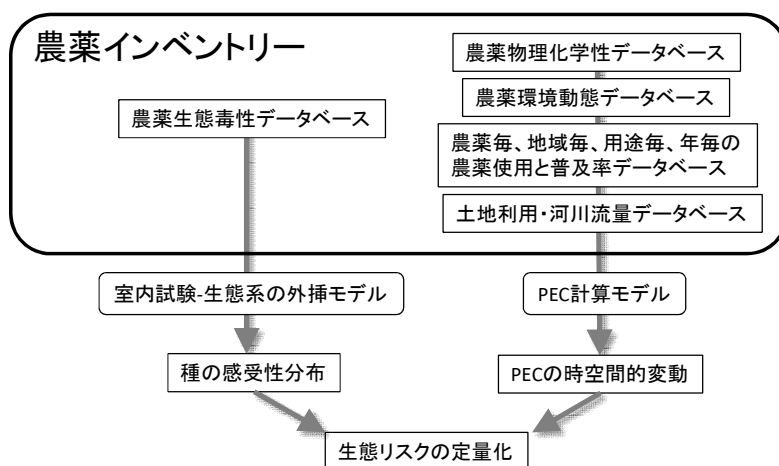 農薬インベントリー
農薬物理化学性データベース
農薬環境動態データベース
農薬生態毒性データベース
農薬毎、地域毎、用途毎、年毎の
農薬使用と普及率データベース
土地利用・河川流量データベース
室内試験-生態系の外挿モデル
PEC計算モデル
種の感受性分布
PECの時空間的変動
生態リスクの定量化